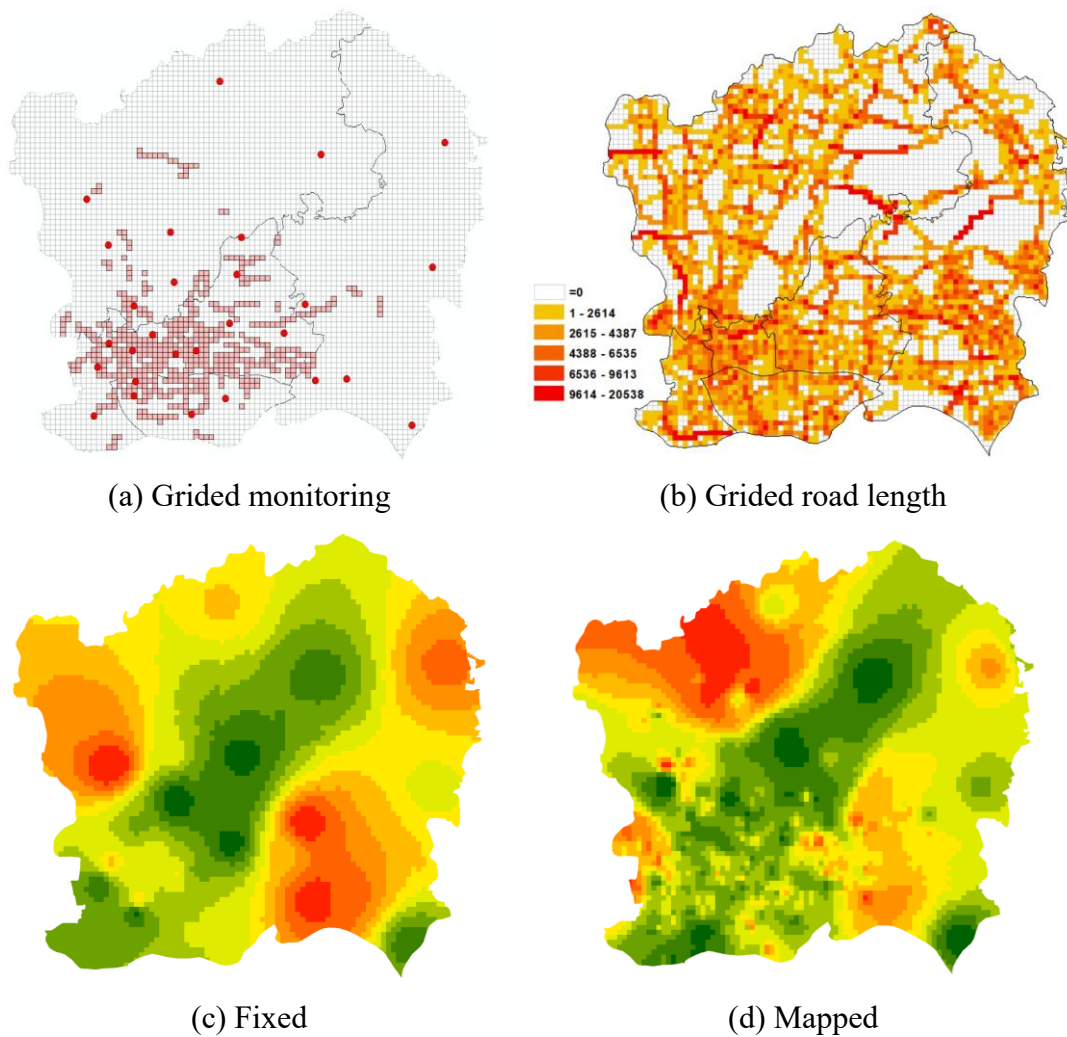 =0
1 - 2614
2615 - 4387
4388 - 6535
6536 - 9613
9614 - 20538
(a) Grided monitoring
(b) Grided road length
(c) Fixed
(d) Mapped